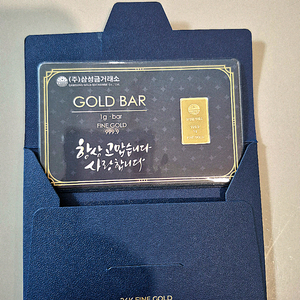 (주)삼성금거래소
GOLD BAR
1g · bar
FINE GOLD
999.9
항상 고맙습니다
사랑합니다
24K FINE GOLD